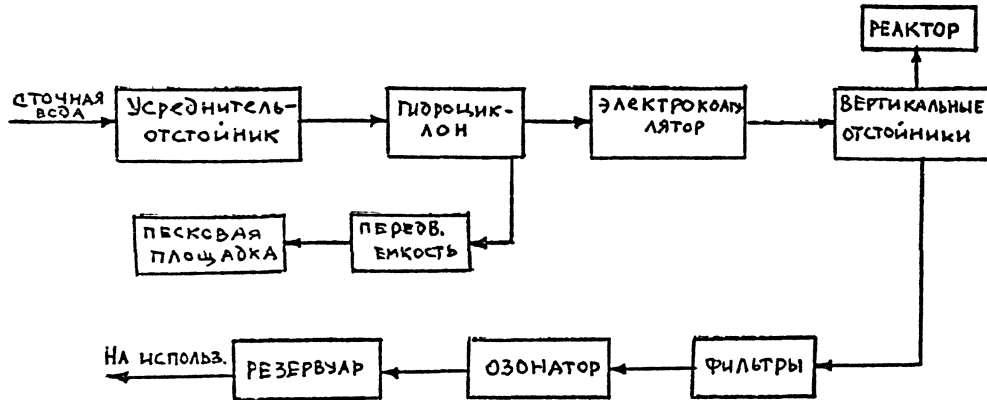 РЕАКТОР
СТОЧНАЯ
ВОДА
УСРЕДНИТЕЛЬ-
ОТСТОЙНИК
ГИДРОЦИК-
ЛОН
ЭЛЕКТРОКОАГУ
ЛЯТОР
ВЕРТИКАЛЬНЫЕ
ОТСТОЙНИКИ
ПЕСКОВАЯ
ПЛОЩАДКА
ПЕРЕДВ.
ЕМКОСТЬ
НА ИСПОЛЬЗ.
РЕЗЕРВУАР
ОЗОНАТОР
ФИЛЬТРЫ